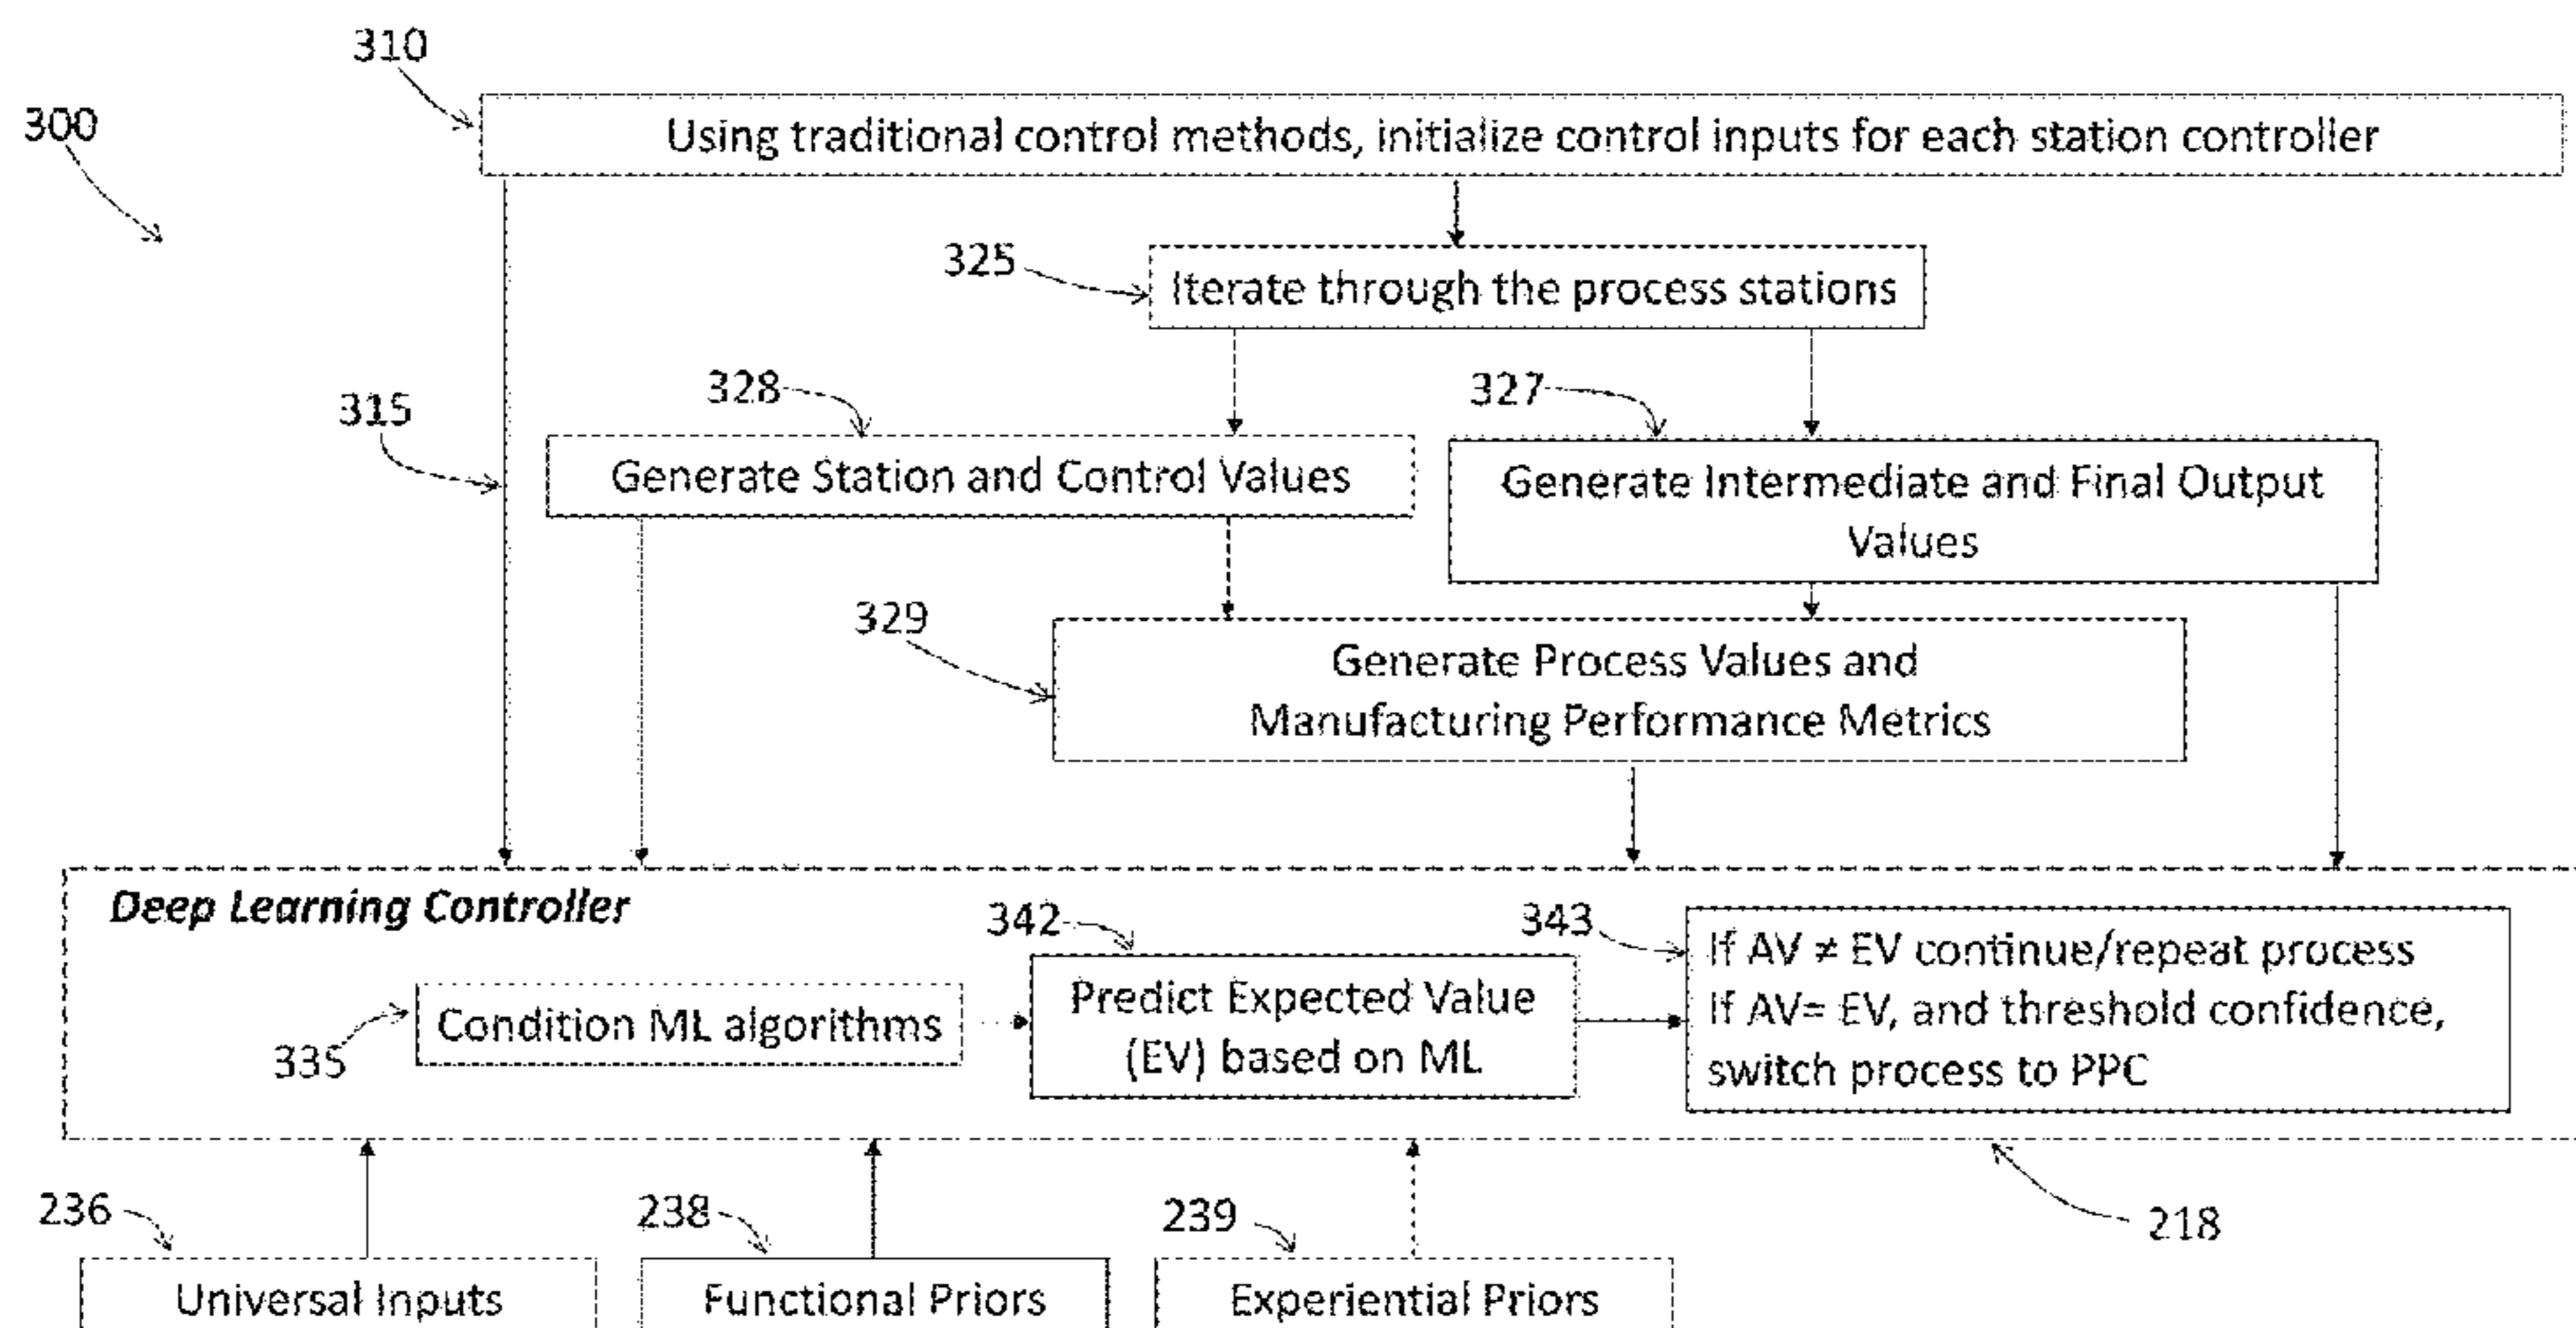 310
300
Using traditional control methods, initialize control inputs for each station controller
325
Iterate through the process stations
328
327
315
Generate Station and Control Values
Generate Intermediate and Final Output
Values
329
Generate Process Values and
Manufacturing Performance Metrics
Deep Learning Controller
342
343
If AV ≠ EV continue/repeat process
If AV= EV, and threshold confidence,
switch process to PPC
Predict Expected Value
(EV) based on ML
Condition ML algorithms
335
236
238
239
218
Universal Inputs
Functional Priors
Experiential Priors